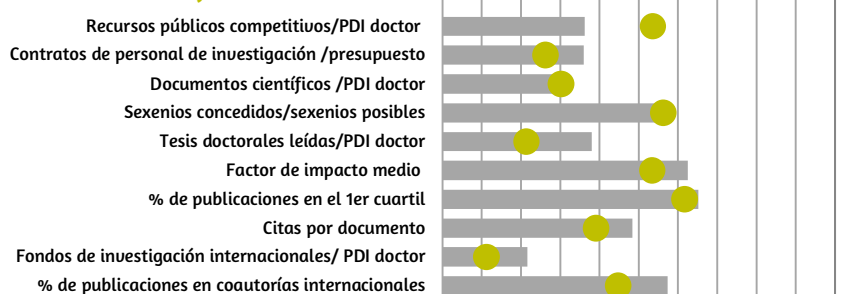 Recursos públicos competitivos/PDI doctor
Contratos de personal de investigación /presupuesto
Documentos científicos /PDI doctor
Sexenios concedidos/sexenios posibles
Tesis doctorales leídas/PDI doctor
Factor de impacto medio
% de publicaciones en el 1er cuartil
Citas por documento
Fondos de investigación internacionales/ PDI doctor
% de publicaciones en coautorías internacionales